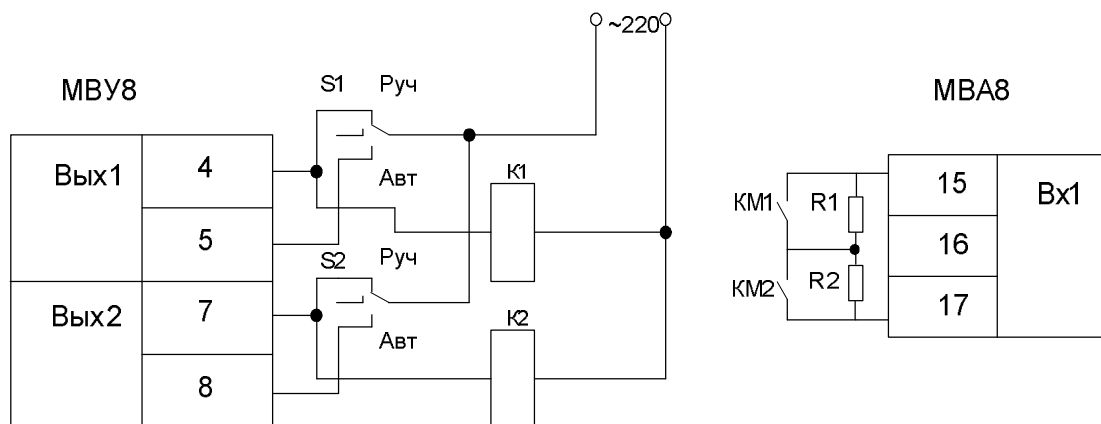 ~220
МВУ8
S1
Руч
Вых1
4
Авт
К1
5
S2
Руч
Вых2
7
Авт
К2
8
МВА8
КМ1
R1
15
Вх1
16
КМ2
R2
17